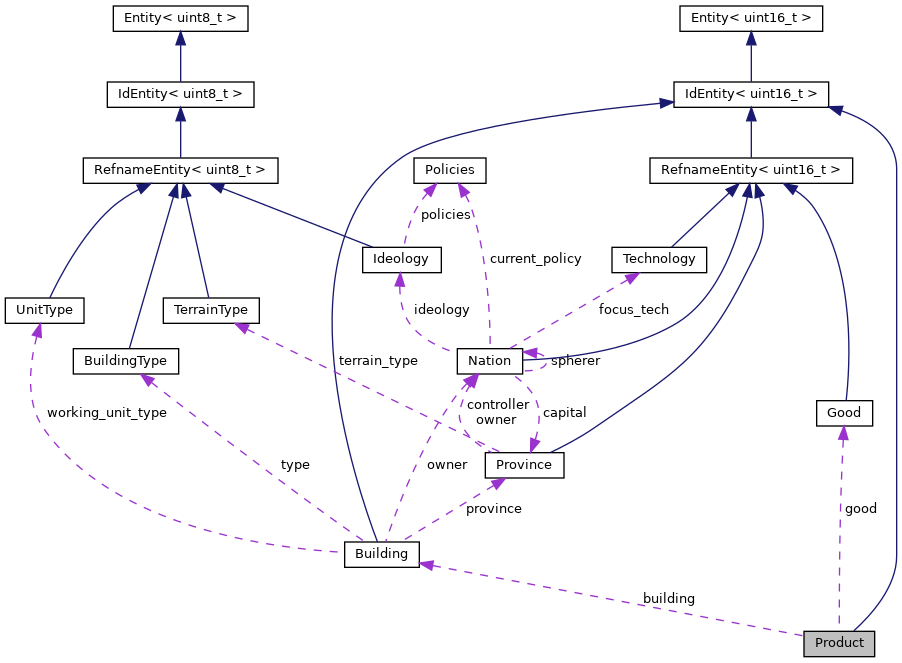 Entity< uint8_t >
Entity< uint16_t >
IdEntity< uint8_t >
IdEntity< uint16_t >
RefnameEntity< uint8_t >
Policies
RefnameEntity< uint16_t >
policies
Ideology
current_policy
Technology
UnitType
TerrainType
ideology
focus_tech
BuildingType
terrain_type
Nation
spherer
working_unit_type
controller
owner
capital
Good
type
owner
Province
province
good
Building
building
Product